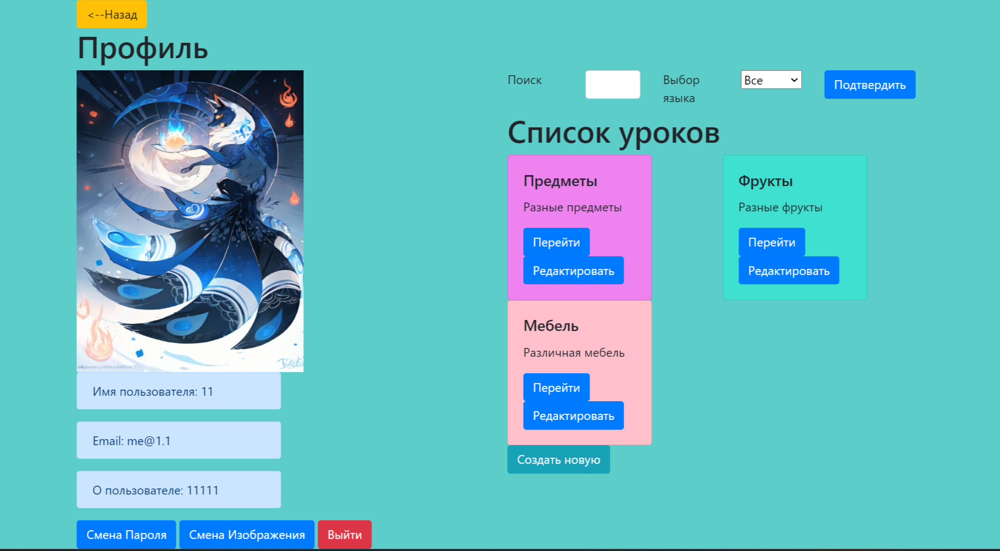 <--Назад
Профиль
Имя пользователя: 11
Email: me@1.1
О пользователе: 11111
Смена Пароля
Смена Изображения
Выйти
Поиск
Выбор
языка
Все
Подтвердить
Список уроков
Предметы
Разные предметы
Перейти
Редактировать
Фрукты
Разные фрукты
Перейти
Редактировать
Мебель
Различная мебель
Перейти
Редактировать
Создать новую